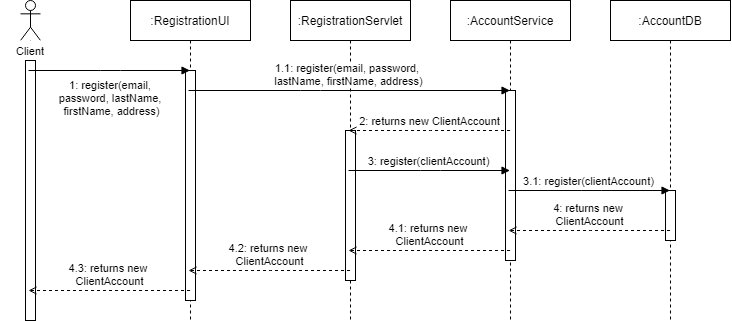 :RegistrationUI
:RegistrationServlet
:AccountService
:AccountDB
Client
1: register(email,
password, lastName,
firstName, address)
1.1: register(email, password,
lastName, firstName, address)
2: returns new ClientAccount
3: register(clientAccount)
3.1: register(clientAccount)
4: returns new
ClientAccount
4.1: returns new
ClientAccount
4.2: returns new
ClientAccount
4.3: returns new
ClientAccount